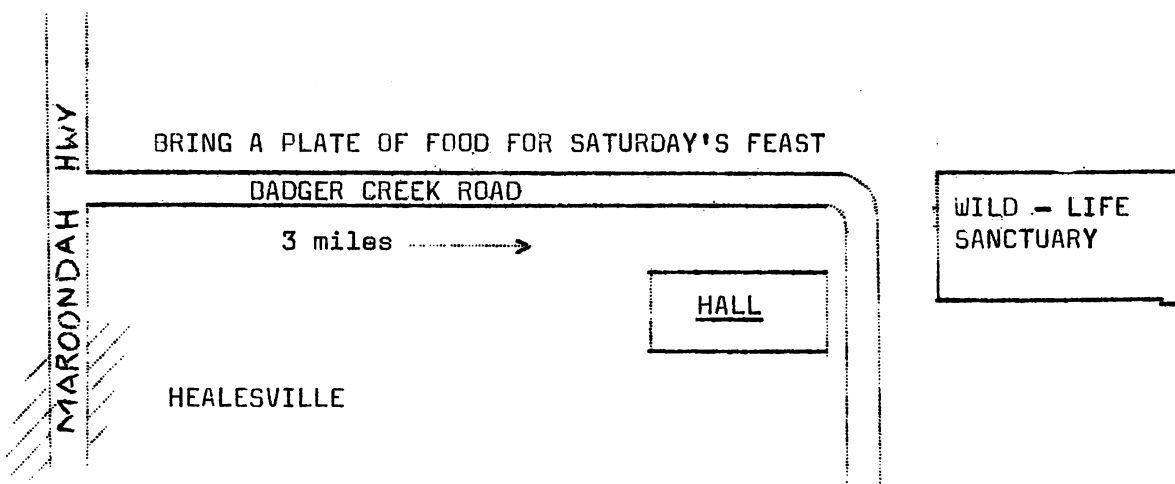 MAROONDAH HWY
BRING A PLATE OF FOOD FOR SATURDAY'S FEAST
BADGER CREEK ROAD
3 miles
WILD - LIFE
SANCTUARY
HALL
HEALESVILLE